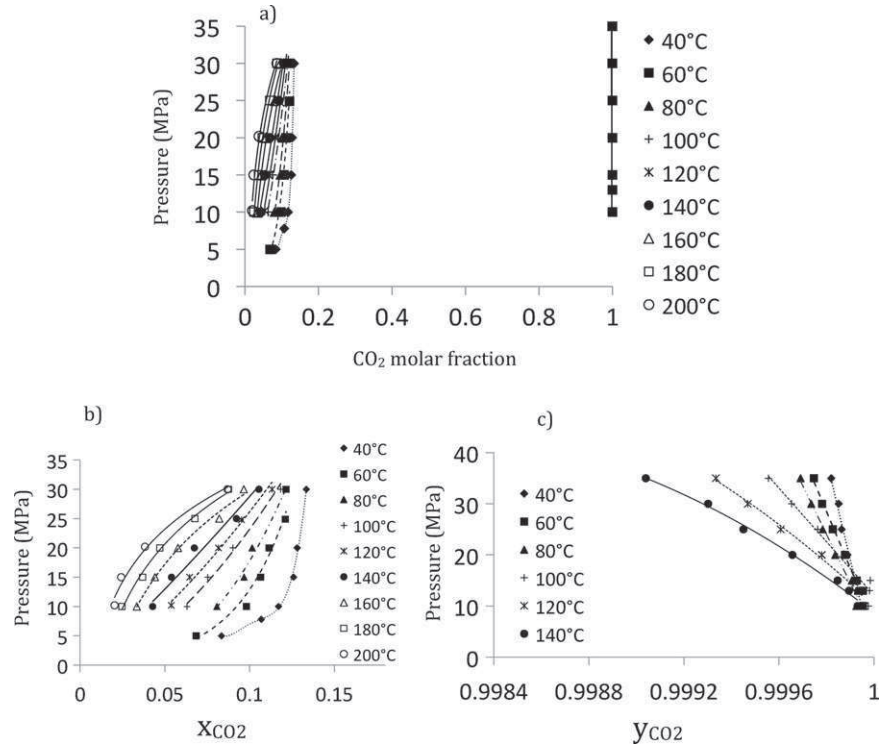 a)
Pressure (MPa)
35
30
25
20
15
10
5
0
0
0.2
0.4
0.6
0.8
1
CO₂ molar fraction
40°C
60°C
80°C
100°C
120°C
140°C
160°C
180°C
200°C
b)
Pressure (MPa)
35
30
25
20
15
10
5
0
0
0.05
0.1
0.15
xCO2
40°C
60°C
80°C
100°C
120°C
140°C
160°C
180°C
200°C
c)
Pressure (MPa)
40
30
20
10
0
0.9984
0.9988
0.9992
0.9996
1
yCO2
40°C
60°C
80°C
100°C
120°C
140°C